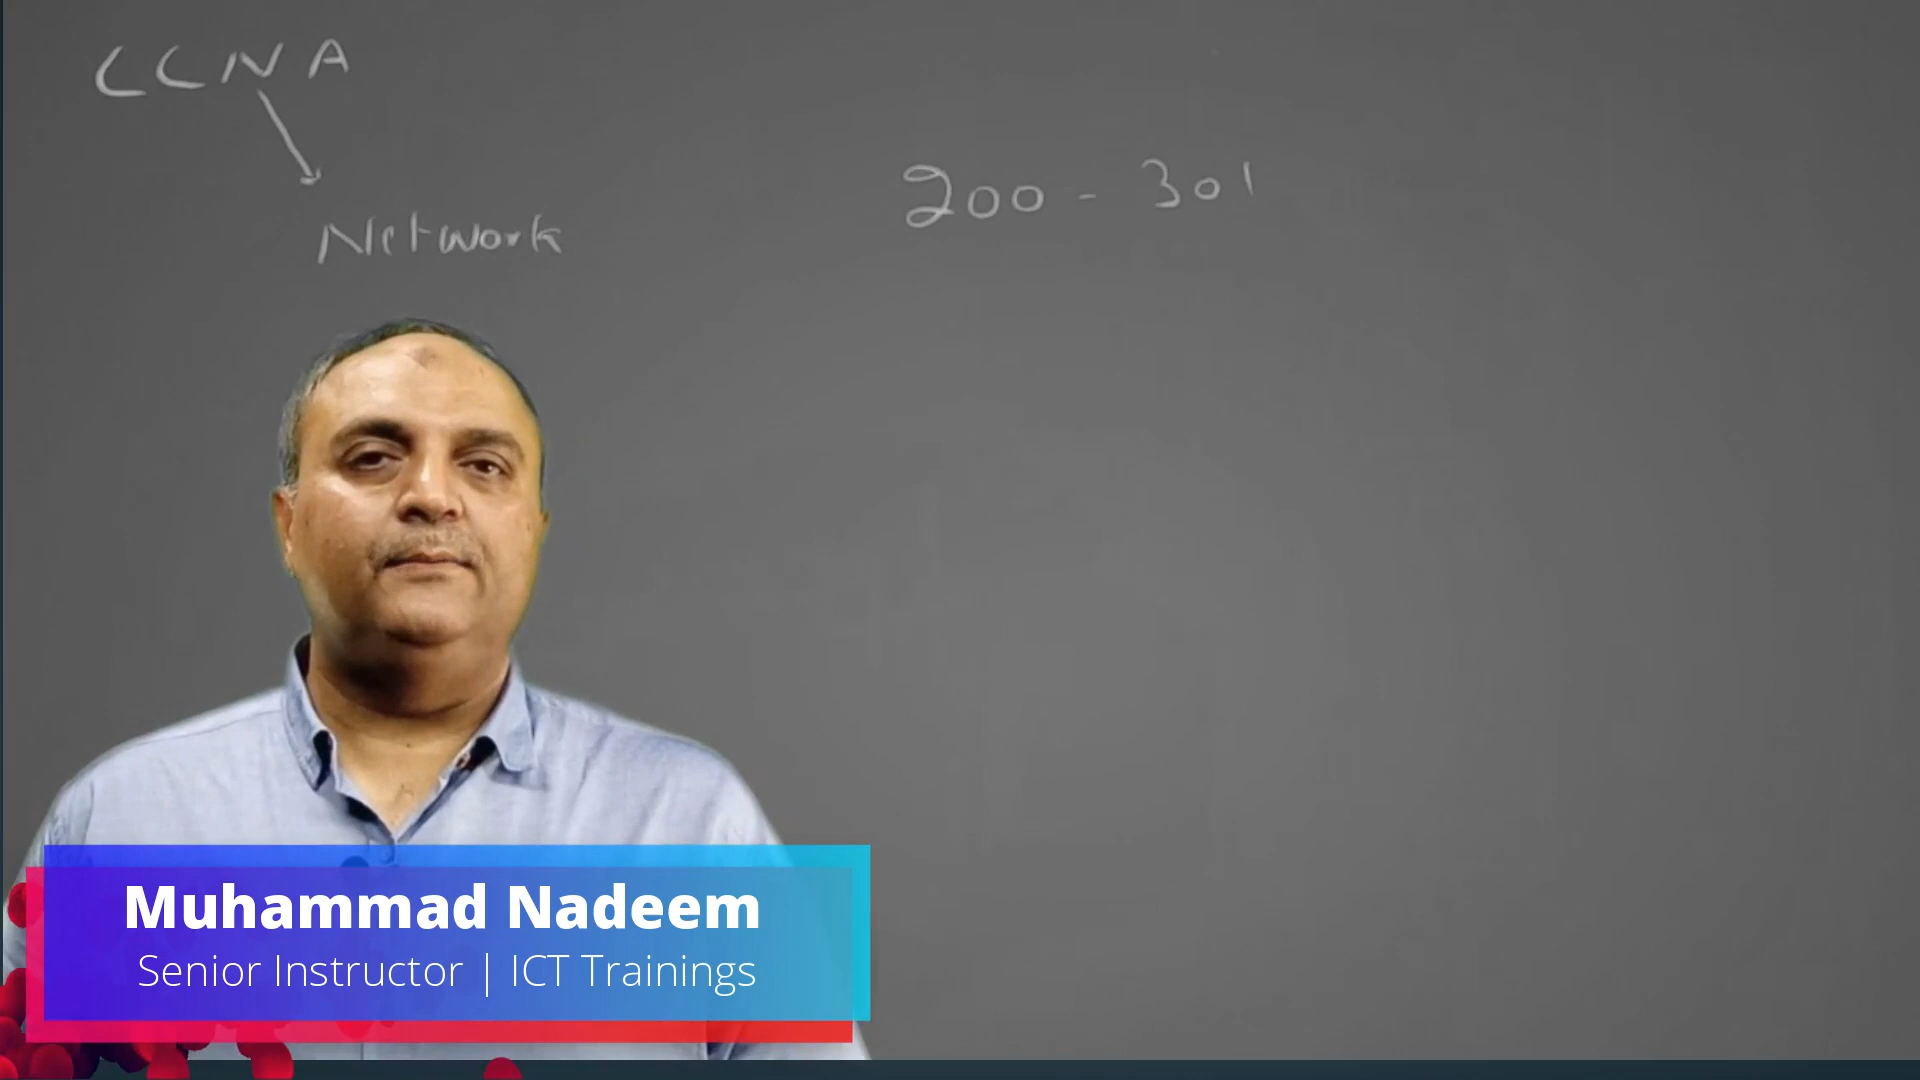 CCNA
Network
200 - 301
Muhammad Nadeem
Senior Instructor | ICT Trainings